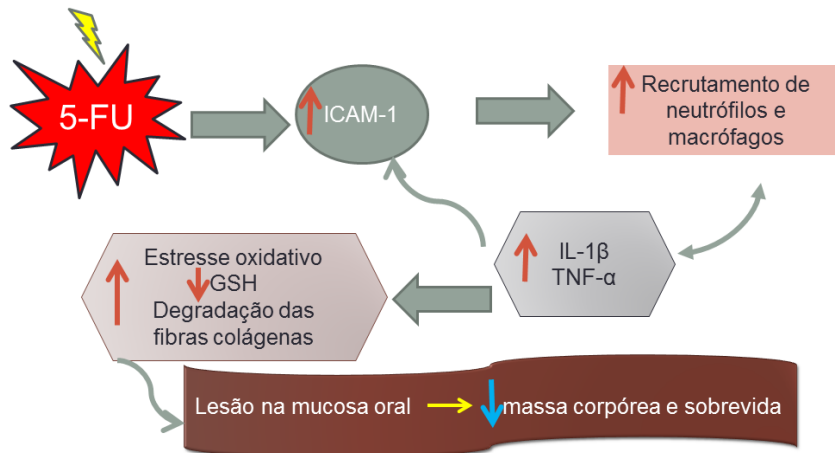 5-FU
ICAM-1
Recrutamento de
neutrófilos e
macrófagos
IL-1β
TNF-α
Estresse oxidativo
GSH
Degradação das
fibras colágenas
Lesão na mucosa oral
massa corpórea e sobrevida